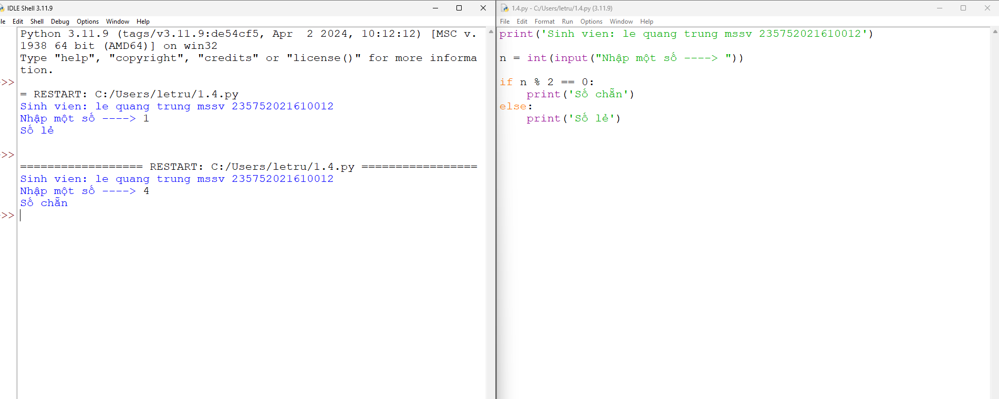 IDLE Shell 3.11.9
ile Edit Shell Debug Options Window Help
Python 3.11.9 (tags/v3.11.9:de54cf5, Apr  2 2024, 10:12:12) [MSC v.
1938 64 bit (AMD64)] on win32
Type "help", "copyright", "credits" or "license()" for more informa
tion.
>>
= RESTART: C:/Users/letru/1.4.py
Sinh vien: le quang trung mssv 235752021610012
Nhập một số ----> 1
Số lẻ
>>
================== RESTART: C:/Users/letru/1.4.py =================
Sinh vien: le quang trung mssv 235752021610012
Nhập một số ----> 4
Số chẵn
>>
1.4.py - C:/Users/letru/1.4.py (3.11.9)
File Edit Format Run Options Window Help
print('Sinh vien: le quang trung mssv 235752021610012')
n = int(input("Nhập một số ----> "))
if n % 2 == 0:
    print('Số chẵn')
else:
    print('Số lẻ')